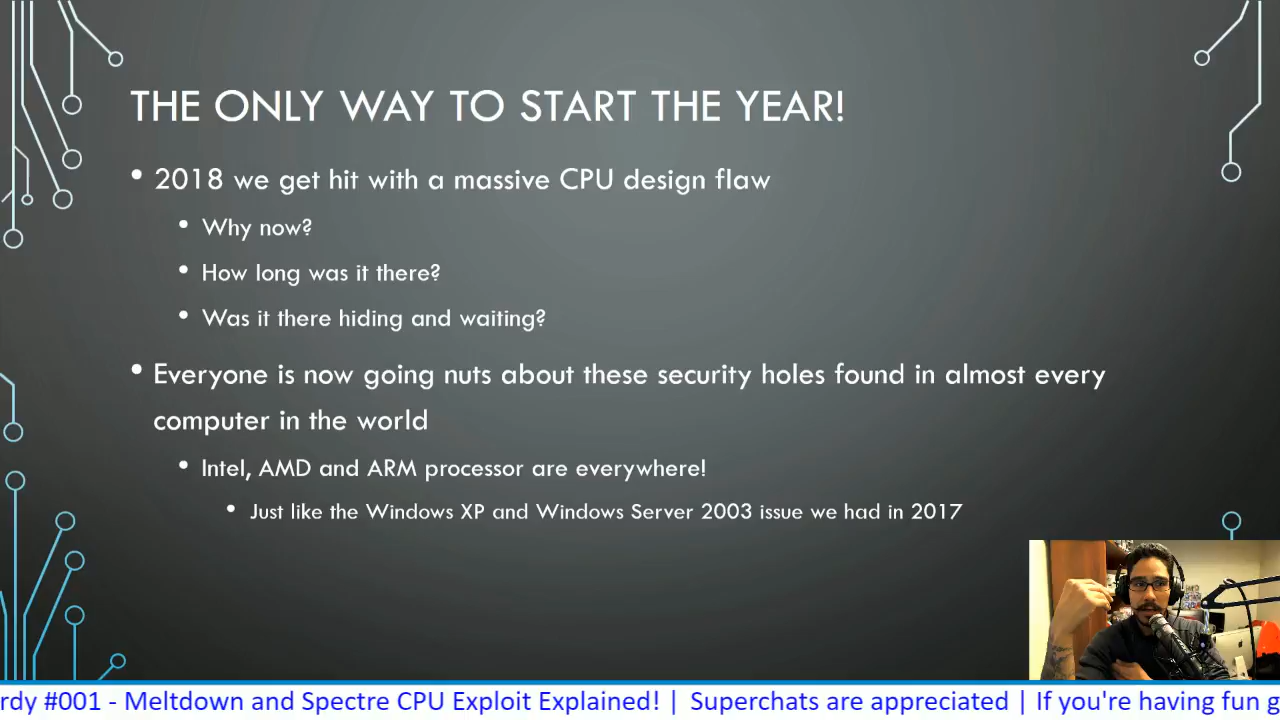 THE ONLY WAY TO START THE YEAR!
• 2018 we get hit with a massive CPU design flaw
• Why now?
• How long was it there?
• Was it there hiding and waiting?
• Everyone is now going nuts about these security holes found in almost every
computer in the world
• Intel, AMD and ARM processor are everywhere!
• Just like the Windows XP and Windows Server 2003 issue we had in 2017
rdy #001 - Meltdown and Spectre CPU Exploit Explained! | Superchats are appreciated | If you're having fun g